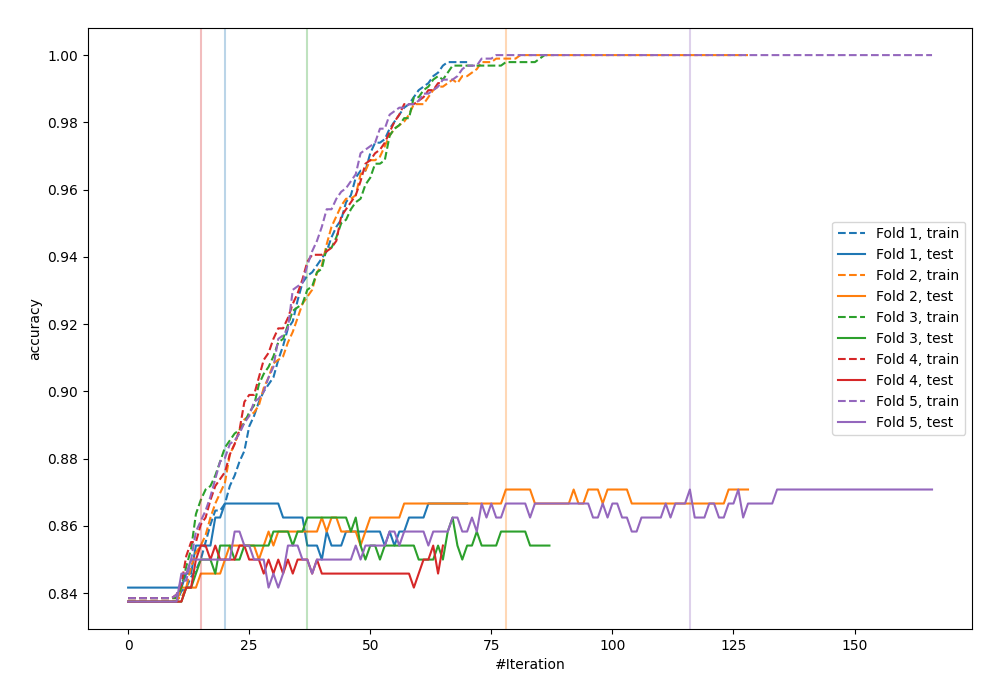 1.00
0.98
0.96
0.94
0.92
0.90
0.88
0.86
0.84
accuracy
0
25
50
75
100
125
150
#Iteration
Fold 1, train
Fold 1, test
Fold 2, train
Fold 2, test
Fold 3, train
Fold 3, test
Fold 4, train
Fold 4, test
Fold 5, train
Fold 5, test